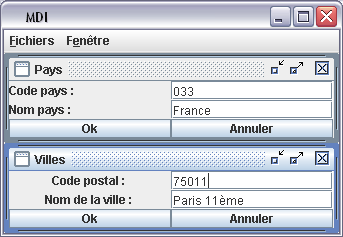 MDI
Fichiers Fenêtre
Pays
Code pays : 033
Nom pays : France
Ok Annuler
Villes
Code postal : 75011
Nom de la ville : Paris 11ème
Ok Annuler